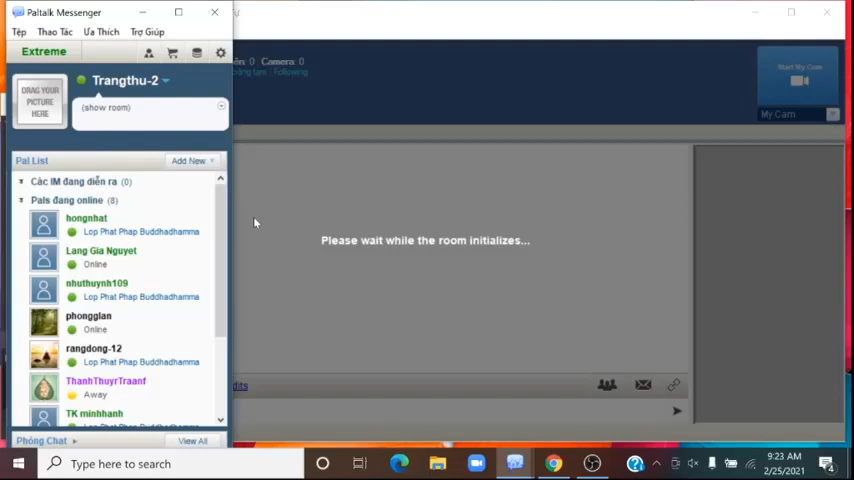 Paltalk Messenger
Tệp Thao Tác Ưa Thích Trợ Giúp
Extreme
DRAG YOUR PICTURE HERE
Trangthu-2
(show room)
Pal List
Add New
Các IM đang diễn ra (0)
Pals đang online (8)
hongnhat
Lop Phat Phap Buddhadhamma
Lang Gia Nguyet
Online
nhuthuynh109
Lop Phat Phap Buddhadhamma
phongglan
Online
rangdong-12
Lop Phat Phap Buddhadhamma
ThanhThuyrTraanf
Away
TK minhhanh
Phòng Chat
View All
0 Camera: 0
Following
Start My Cam
My Cam
Please wait while the room initializes...
Type here to search
9:23 AM
2/25/2021
4